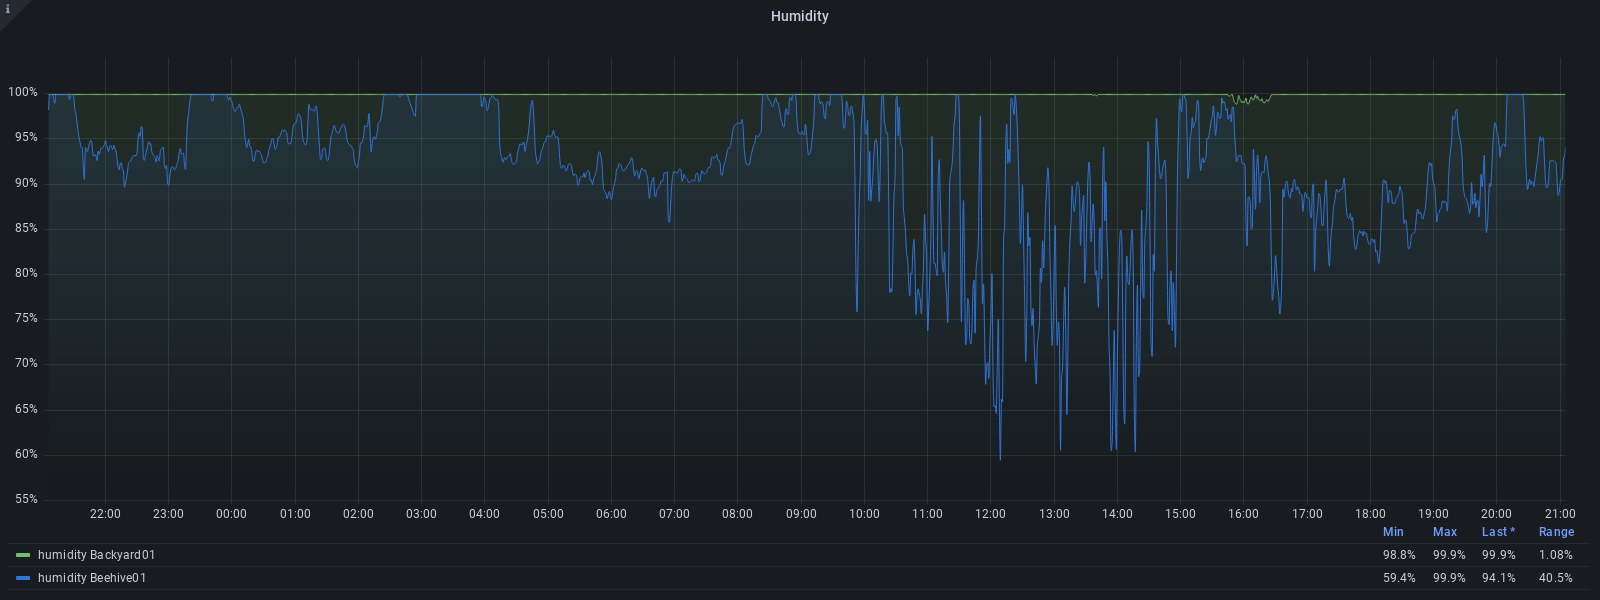 i
Humidity
100%
95%
90%
85%
80%
75%
70%
65%
60%
55%
22:00 23:00 00:00 01:00 02:00 03:00 04:00 05:00 06:00 07:00 08:00 09:00 10:00 11:00 12:00 13:00 14:00 15:00 16:00 17:00 18:00 19:00 20:00 21:00
Min Max Last * Range
humidity Backyard01 98.8% 99.9% 99.9% 1.08%
humidity Beehive01 59.4% 99.9% 94.1% 40.5%